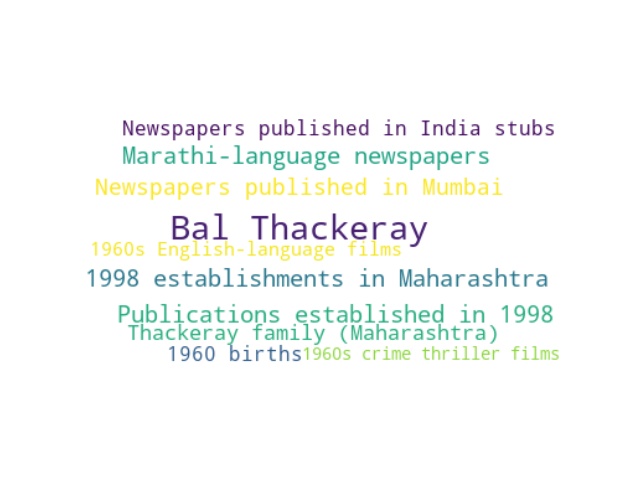 Newspapers published in India stubs
Marathi-language newspapers
Newspapers published in Mumbai
Bal Thackeray
1960s English-language films
1998 establishments in Maharashtra
Publications established in 1998
Thackeray family (Maharashtra)
1960 births
1960s crime thriller films